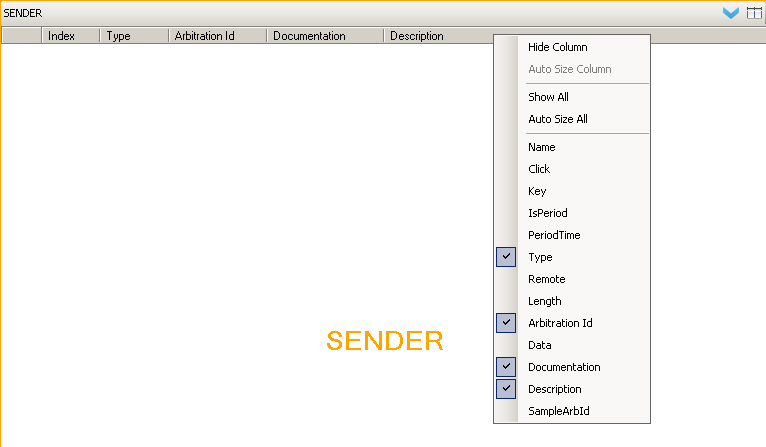 SENDER
Index Type Arbitration Id Documentation Description
Hide Column
Auto Size Column
Show All
Auto Size All
Name
Click
Key
IsPeriod
PeriodTime
Type
Remote
Length
Arbitration Id
Data
Documentation
Description
SampleArbId
SENDER